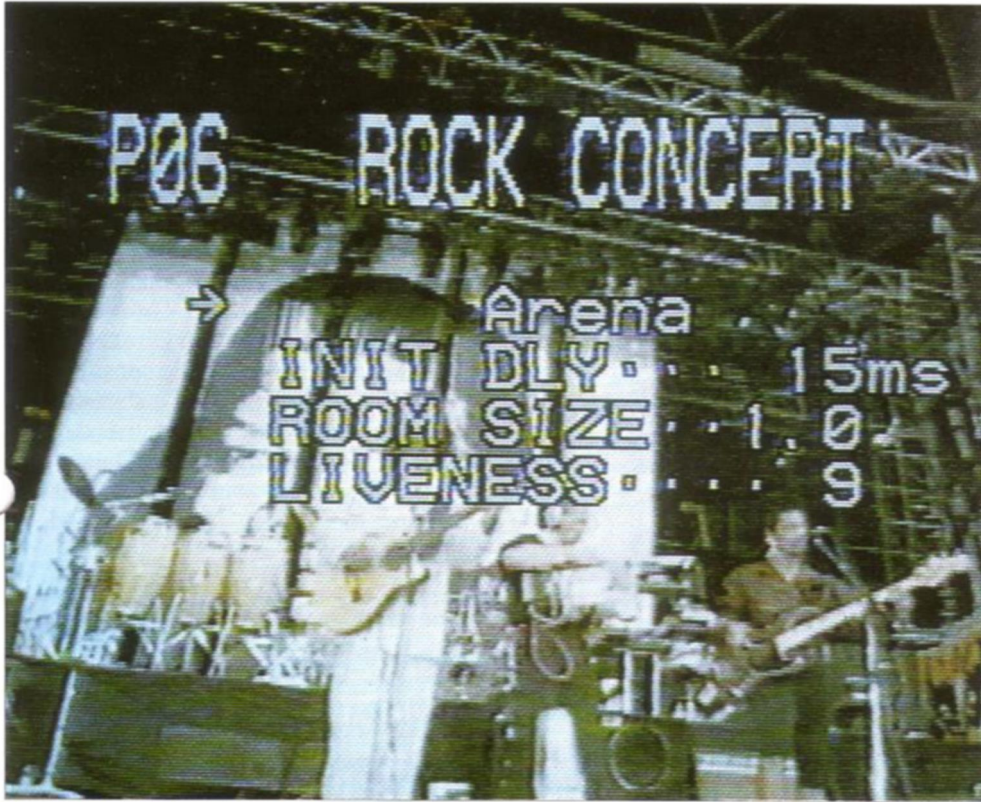 P06 ROCK CONCERT
→ Arena
INIT DLY··· 15ms
ROOM SIZE··1.0
LIVENESS···· 9